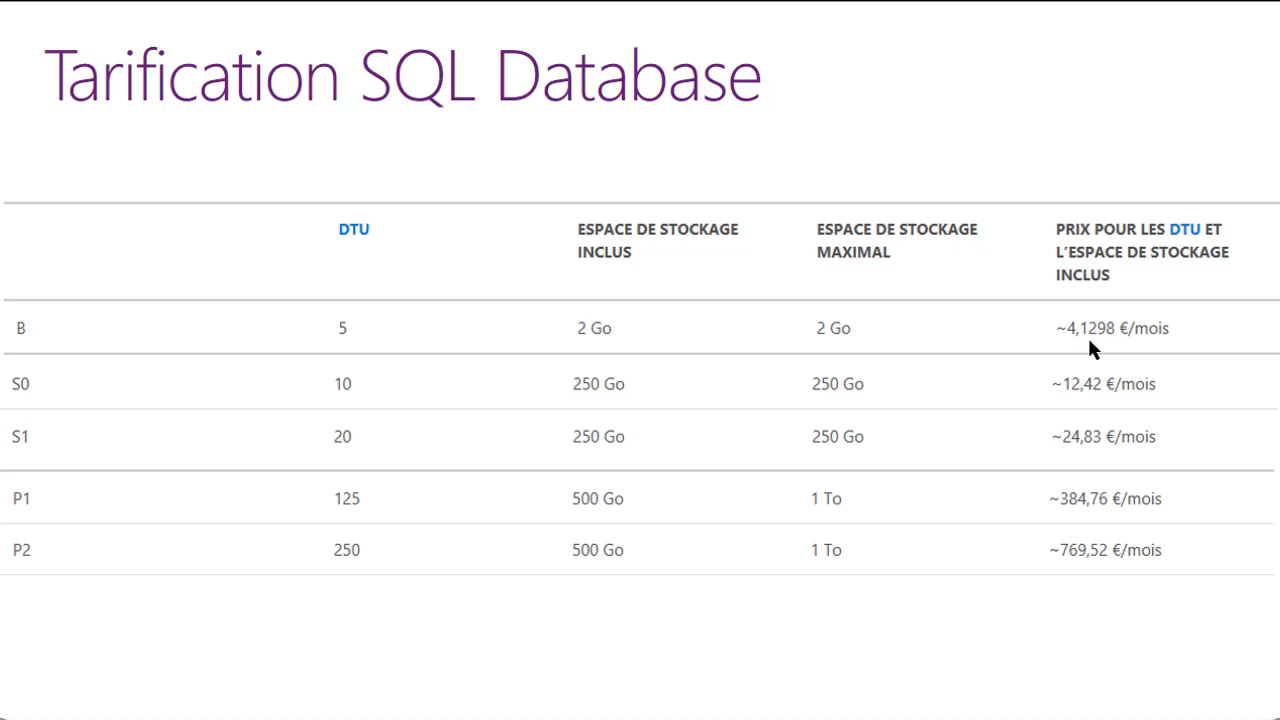 Tarification SQL Database
DTU
ESPACE DE STOCKAGE
INCLUS
ESPACE DE STOCKAGE
MAXIMAL
PRIX POUR LES DTU ET
L'ESPACE DE STOCKAGE
INCLUS
B 5 2 Go 2 Go ~4,1298 €/mois
S0 10 250 Go 250 Go ~12,42 €/mois
S1 20 250 Go 250 Go ~24,83 €/mois
P1 125 500 Go 1 To ~384,76 €/mois
P2 250 500 Go 1 To ~769,52 €/mois